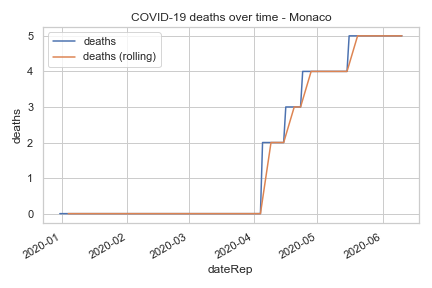 COVID-19 deaths over time - Monaco
deaths
deaths (rolling)
5
4
3
2
1
0
deaths
2020-01
2020-02
2020-03
2020-04
2020-05
2020-06
dateRep